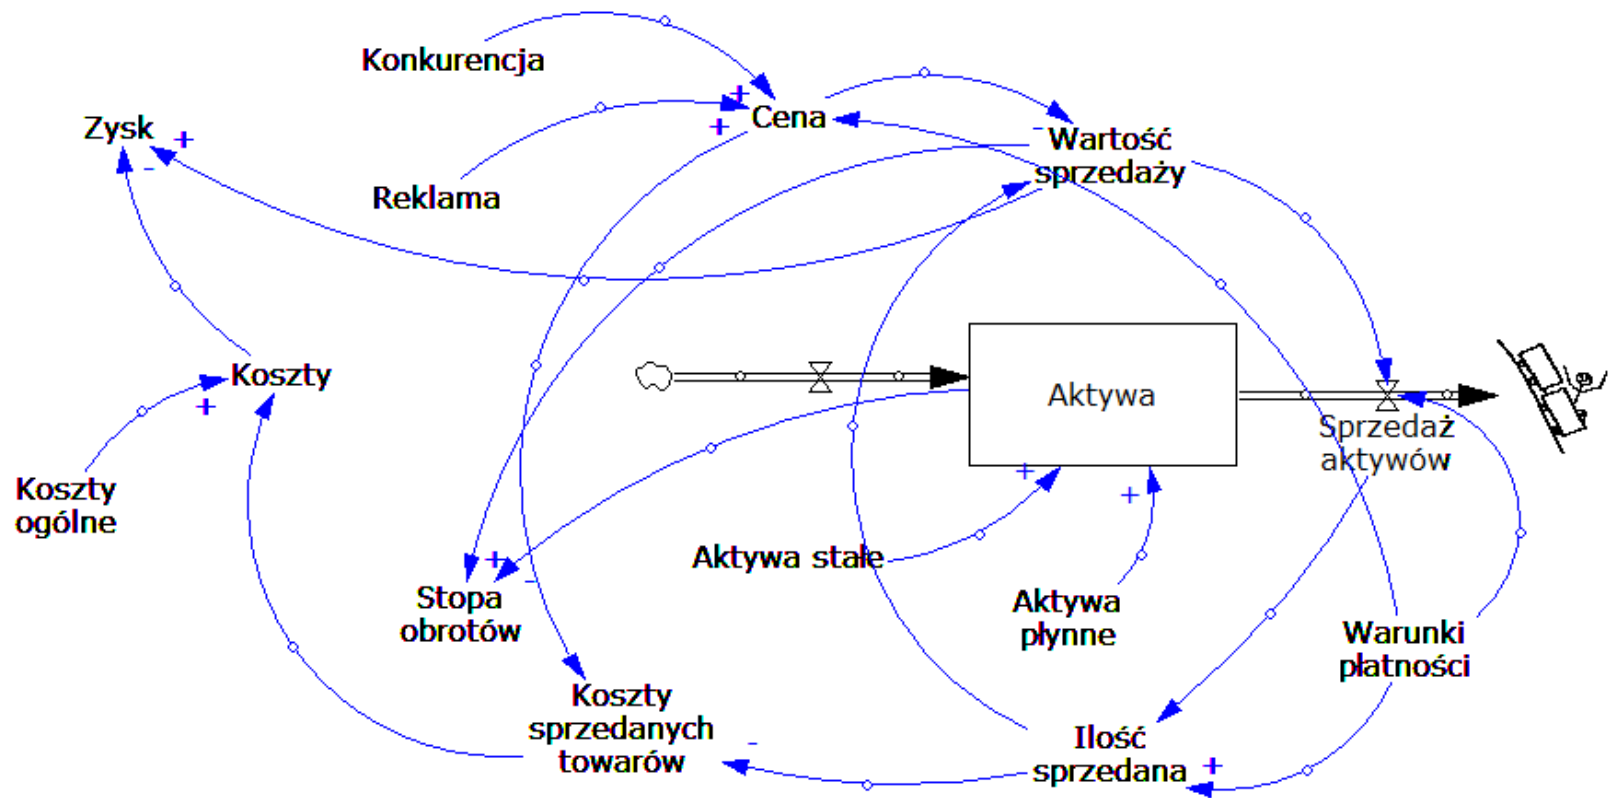 Konkurencja
Cena
+
+
Zysk
+
-
-
Wartość
sprzedaży
Reklama
Koszty
+
Aktywa
Sprzedaż
aktywów
Koszty
ogólne
+
+
Aktywa stałe
+
-
Stopa
obrotów
Aktywa
płynne
Warunki
płatności
Koszty
sprzedanych
towarów
-
Ilość
sprzedana
+